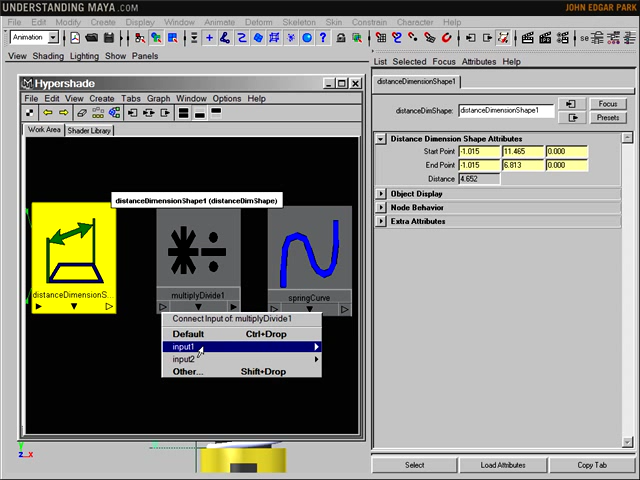 UNDERSTANDING MAYA.COM
JOHN EDGAR PARK
File Edit Modify Create Display Window Animate Deform Skeleton Skin Constrain Character
Animation
View Shading Lighting Show Panels
List Selected Focus Attributes Help
Hypershade
File Edit View Create Tabs Graph Window Options Help
Work Area Shader Library
distanceDimensionShape1
distanceDimShape: distanceDimensionShape1
Focus
Presets
Distance Dimension Shape Attributes
Start Point -1.015 11.465 0.000
End Point -1.015 6.813 0.000
Distance 4.652
Object Display
Node Behavior
Extra Attributes
distanceDimensionShape1 (distanceDimShape)
distanceDimensionS...
multiplyDivide1
springCurve
Connect Input of: multiplyDivide1
Default Ctrl+Drop
input1
input2
Other... Shift+Drop
Select Load Attributes Copy Tab
y
z x